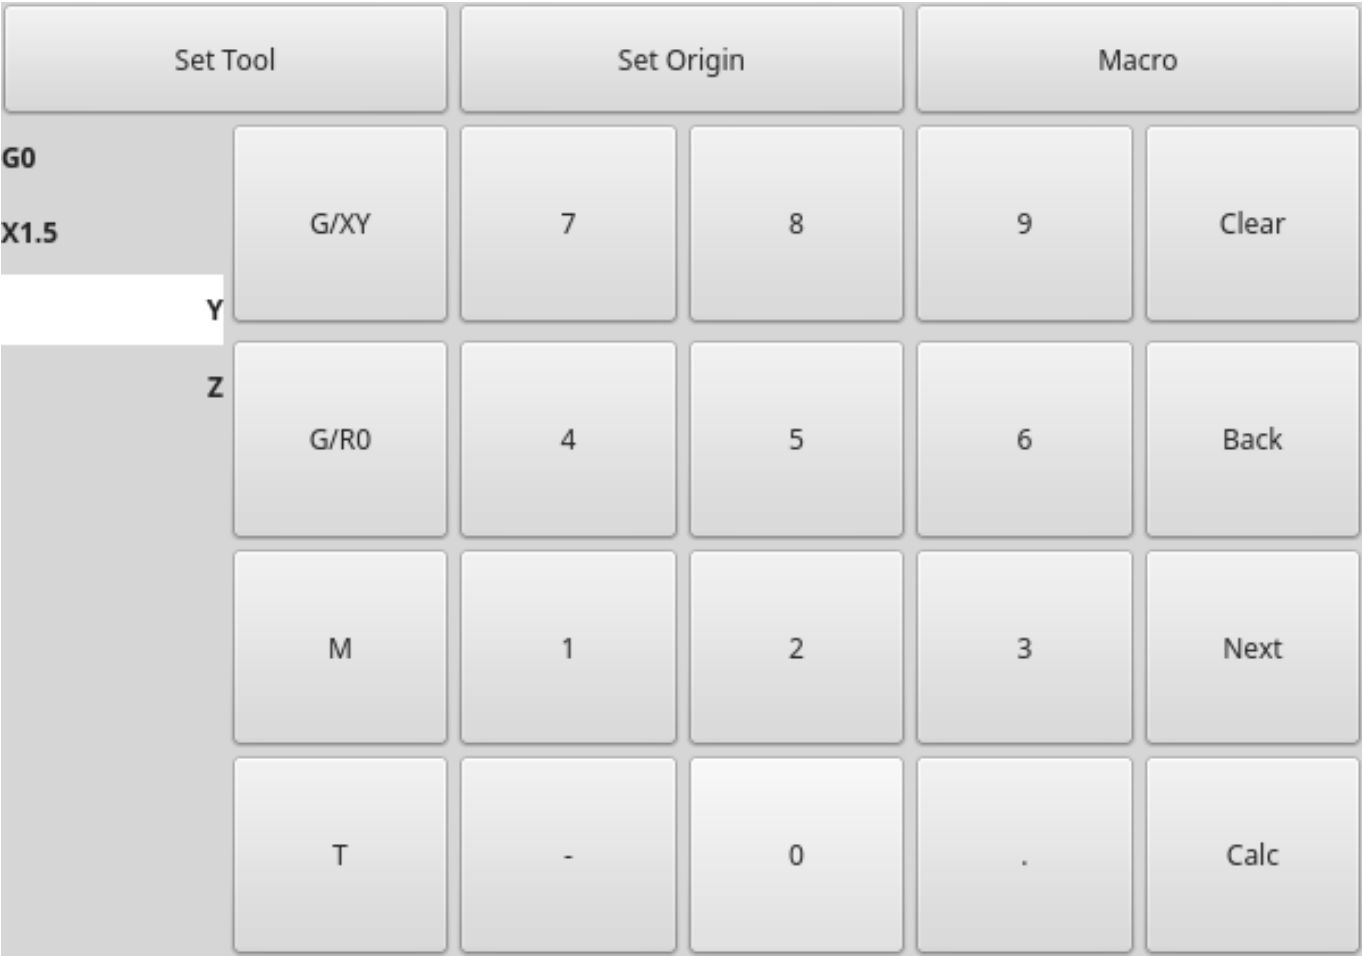 Set Tool Set Origin Macro
G0
X1.5
Y
Z
G/XY 7 8 9 Clear
G/R0 4 5 6 Back
M 1 2 3 Next
T - 0 . Calc